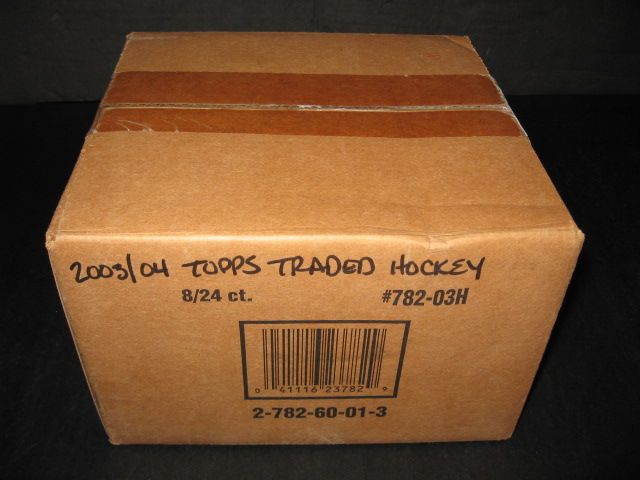 2003/04 TOPPS TRADED HOCKEY
8/24 ct. #782-03H
0 41116 23782 9
2-782-60-01-3